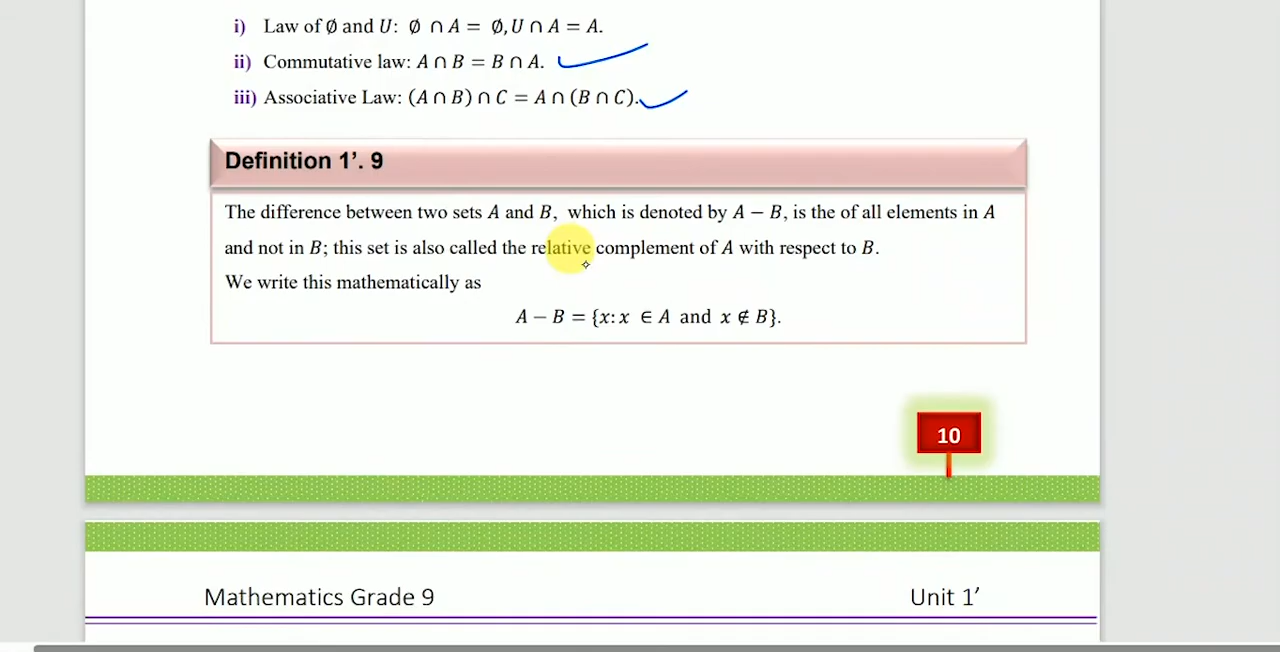 i) Law of ∅ and U: ∅ ∩ A = ∅, U ∩ A = A.
ii) Commutative law: A ∩ B = B ∩ A.
iii) Associative Law: (A ∩ B) ∩ C = A ∩ (B ∩ C).
Definition 1’. 9
The difference between two sets A and B, which is denoted by A − B, is the of all elements in A
and not in B; this set is also called the relative complement of A with respect to B.
We write this mathematically as
A − B = {x: x ∈ A and x ∉ B}.
10
Mathematics Grade 9 Unit 1’